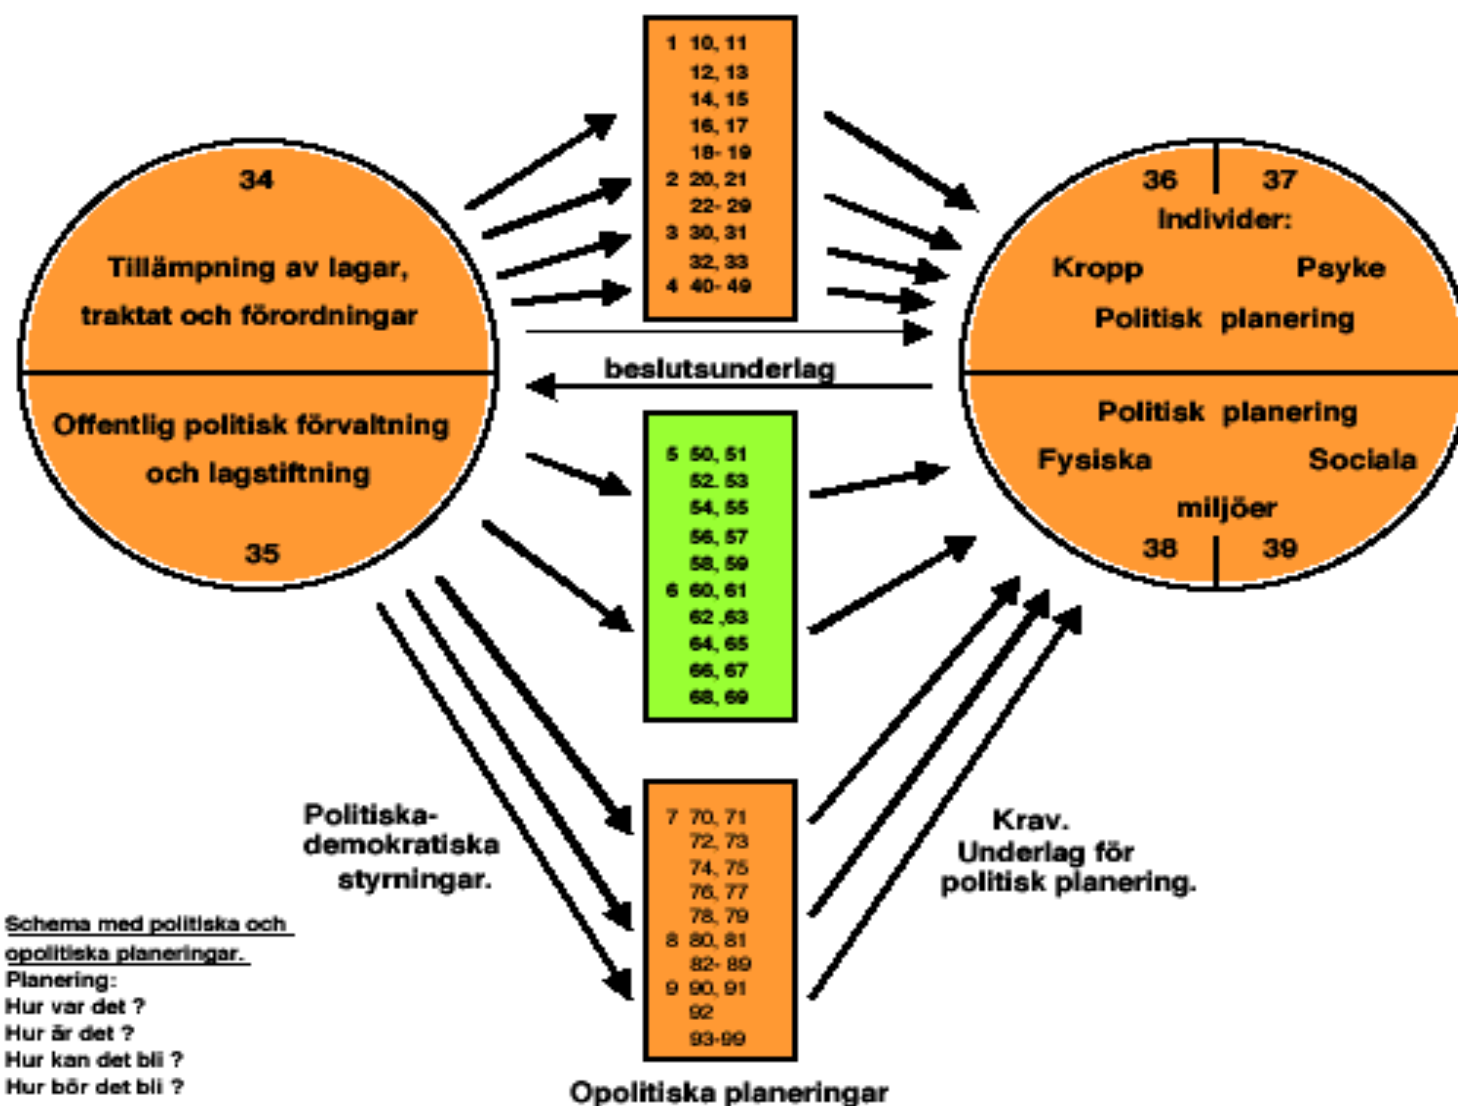 34
Tillämpning av lagar,
traktat och förordningar
Offentlig politisk förvaltning
och lagstiftning
35
1 10, 11
12, 13
14, 15
16, 17
18- 19
2 20, 21
22- 29
3 30, 31
32, 33
4 40- 49
beslutsunderlag
5 50, 51
52. 53
54, 55
56, 57
58, 59
6 60, 61
62 ,63
64, 65
66, 67
68, 69
7 70, 71
72, 73
74, 75
76, 77
78, 79
8 80, 81
82- 89
9 90, 91
92
93-99
Opolitiska planeringar
36 37
Individer:
Kropp Psyke
Politisk planering
Politisk planering
Fysiska Sociala
miljöer
38 39
Politiska-
demokratiska
styrningar.
Krav.
Underlag för
politisk planering.
Schema med politiska och
opolitiska planeringar.
Planering:
Hur var det ?
Hur är det ?
Hur kan det bli ?
Hur bör det bli ?